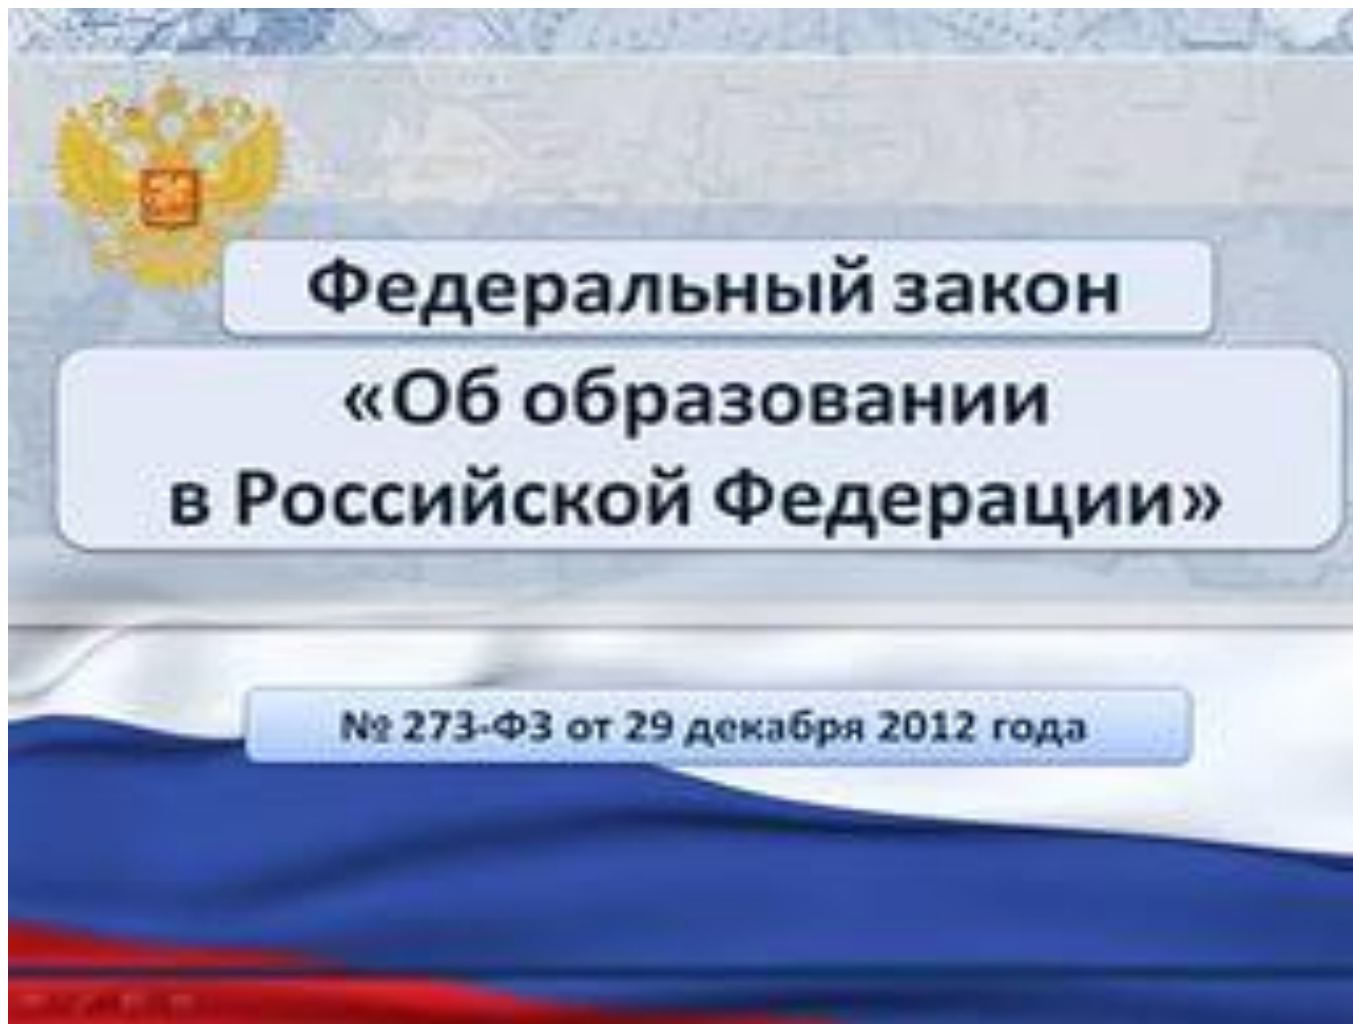 Федеральный закон
«Об образовании
в Российской Федерации»
№ 273-ФЗ от 29 декабря 2012 года